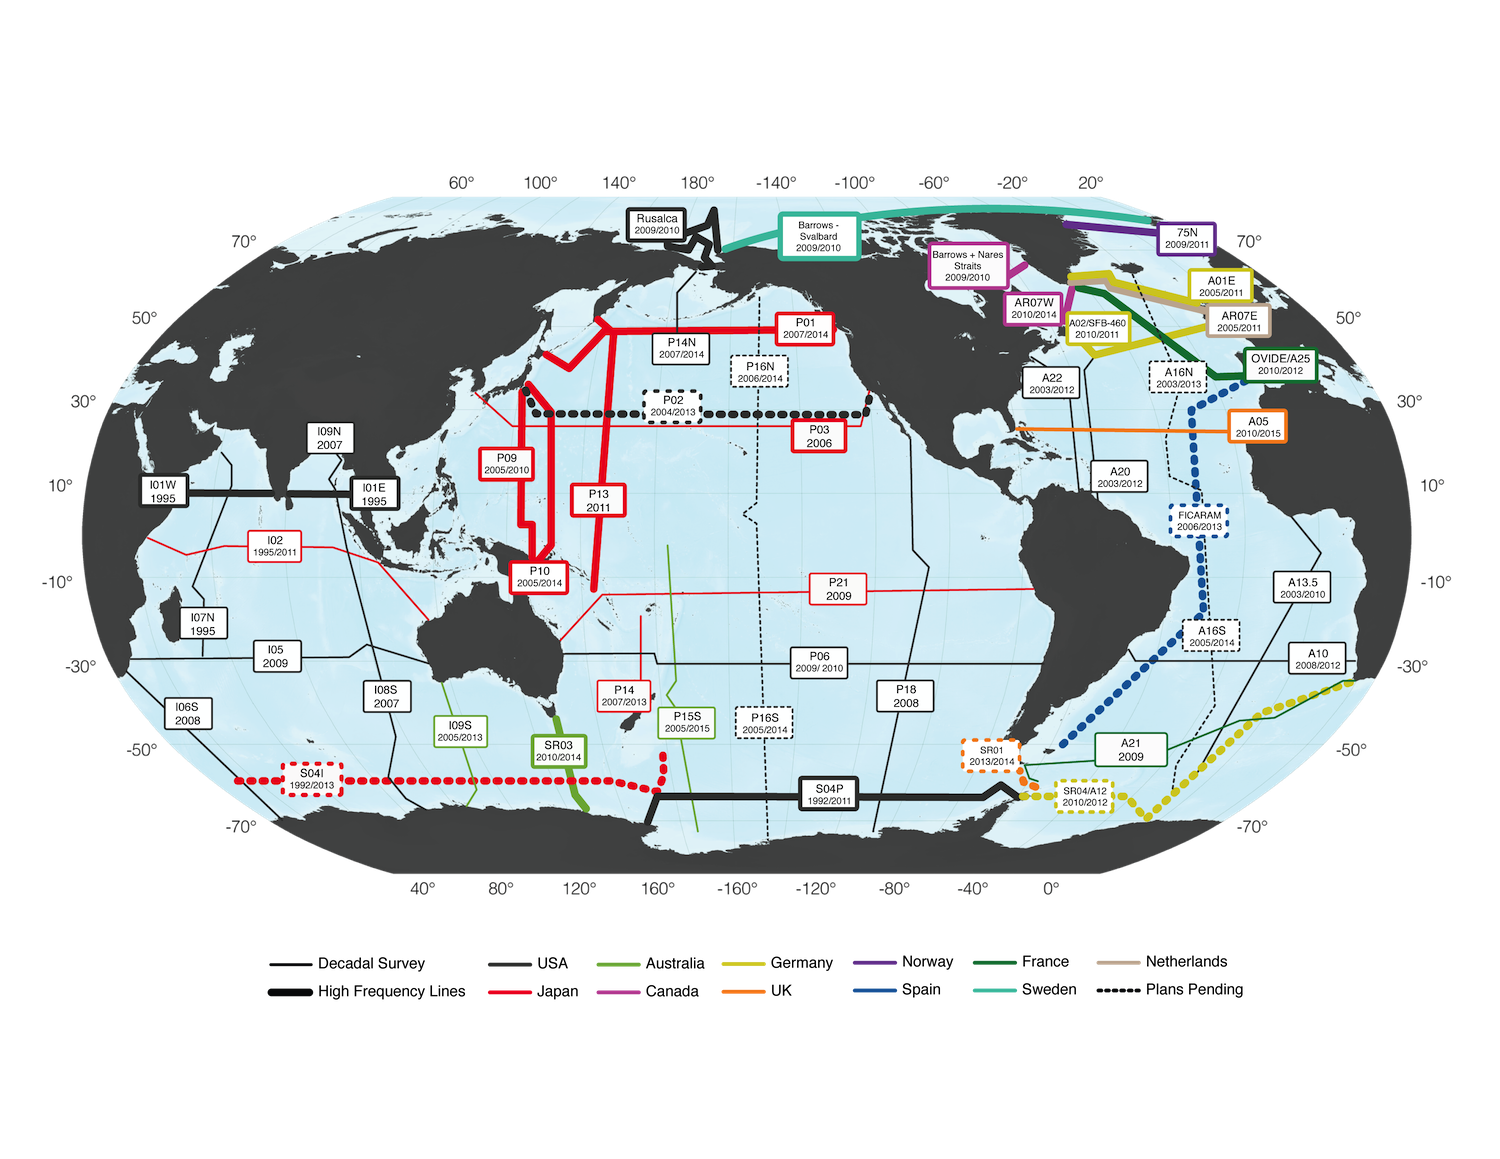 60°
100°
140°
180°
-140°
-100°
-60°
-20°
20°
70°
50°
30°
10°
-10°
-30°
-50°
-70°
70°
50°
30°
10°
-10°
-30°
-50°
-70°
Rusalca
2009/2010
Barrows -
Svalbard
2009/2010
75N
2009/2011
Barrows + Nares
Straits
2009/2010
A01E
2005/2011
AR07W
2010/2014
AR07E
2005/2011
A02/SFB-460
2010/2011
P01
2007/2014
P14N
2007/2014
P16N
2006/2014
OVIDE/A25
2010/2012
A22
2003/2012
A16N
2003/2013
P02
2004/2013
A05
2010/2015
P03
2006
I09N
2007
P09
2005/2010
A20
2003/2012
I01W
1995
I01E
1995
P13
2011
FICARAM
2006/2013
I02
1995/2011
P10
2005/2014
P21
2009
A13.5
2003/2010
I07N
1995
A16S
2005/2014
I05
2009
P06
2009/ 2010
A10
2008/2012
I06S
2008
I08S
2007
P14
2007/2013
P18
2008
I09S
2005/2013
P15S
2005/2015
P16S
2005/2014
SR03
2010/2014
SR01
2013/2014
A21
2009
S04I
1992/2013
S04P
1992/2011
SR04/A12
2010/2012
40°
80°
120°
160°
-160°
-120°
-80°
-40°
0°
Decadal Survey
USA
Australia
Germany
Norway
France
Netherlands
High Frequency Lines
Japan
Canada
UK
Spain
Sweden
Plans Pending